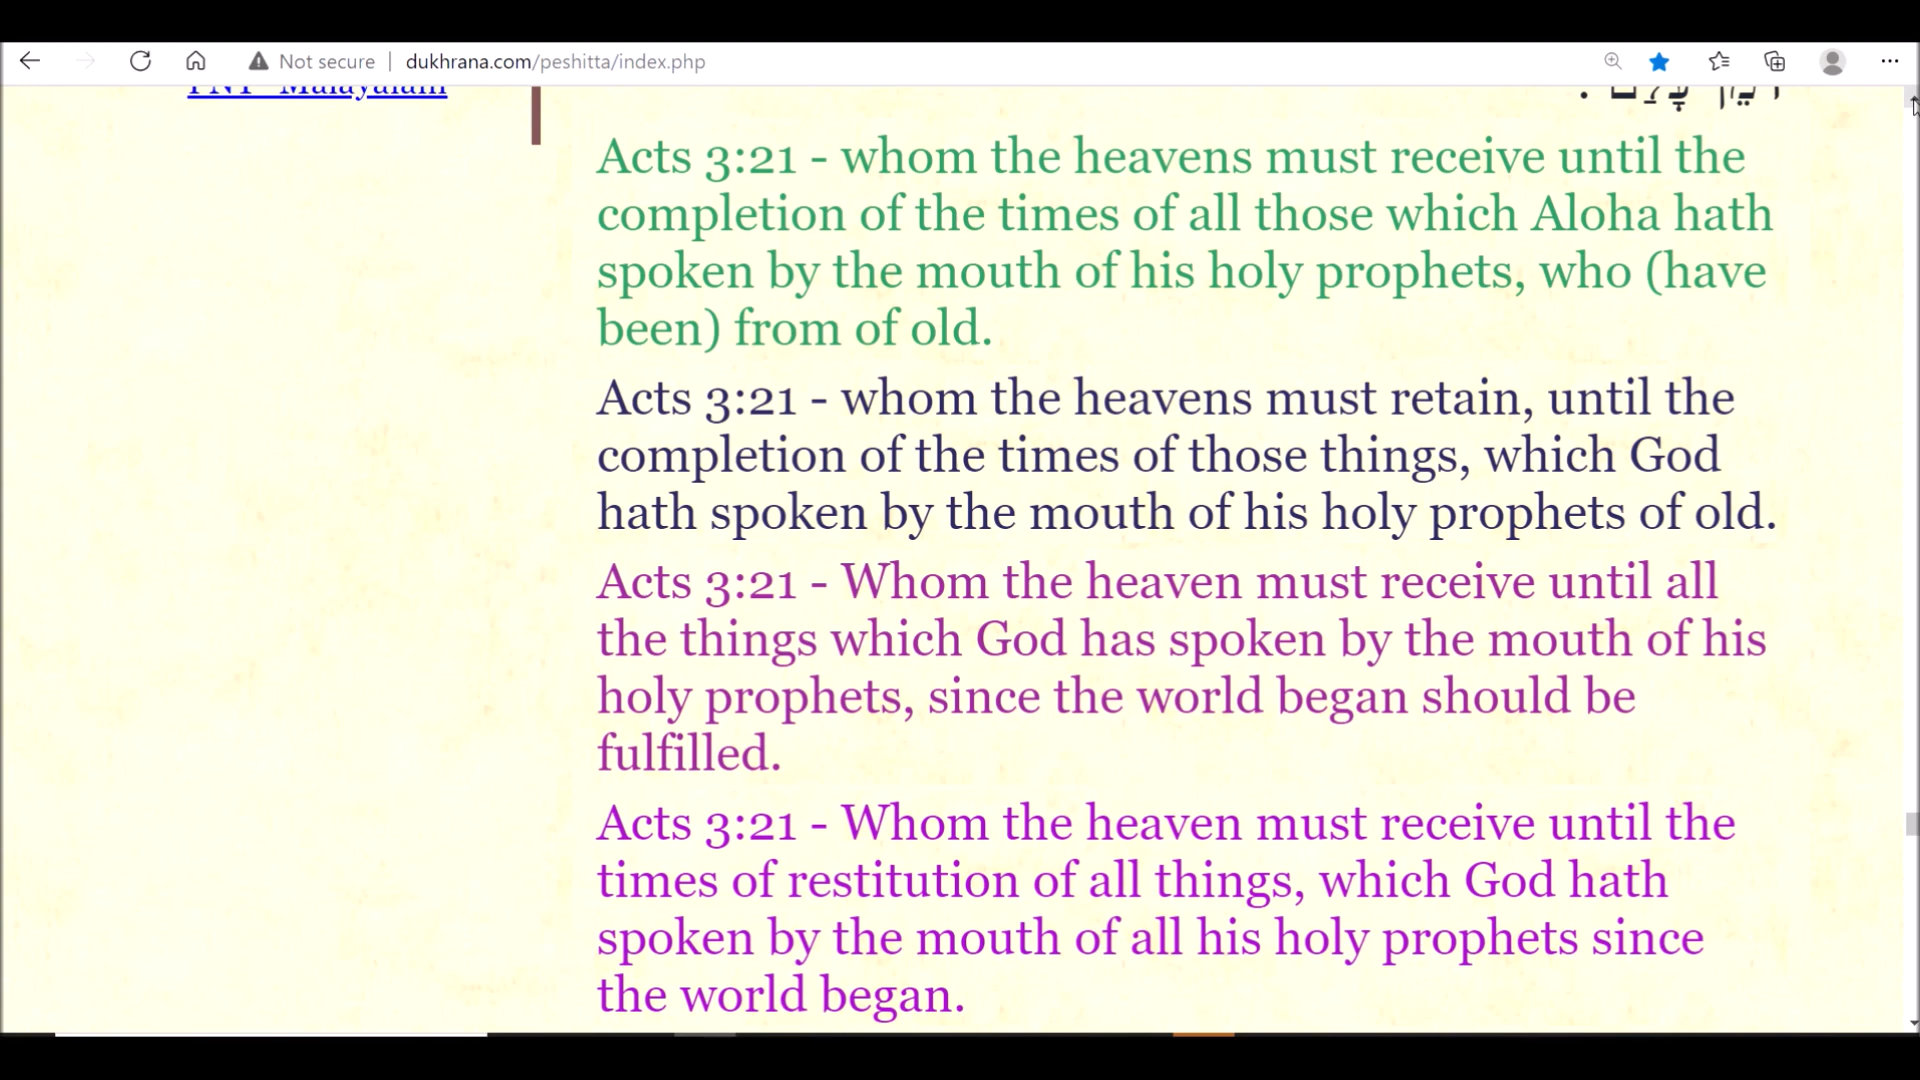 Not secure | dukhrana.com/peshitta/index.php
Acts 3:21 - whom the heavens must receive until the
completion of the times of all those which Aloha hath
spoken by the mouth of his holy prophets, who (have
been) from of old.
Acts 3:21 - whom the heavens must retain, until the
completion of the times of those things, which God
hath spoken by the mouth of his holy prophets of old.
Acts 3:21 - Whom the heaven must receive until all
the things which God has spoken by the mouth of his
holy prophets, since the world began should be
fulfilled.
Acts 3:21 - Whom the heaven must receive until the
times of restitution of all things, which God hath
spoken by the mouth of all his holy prophets since
the world began.